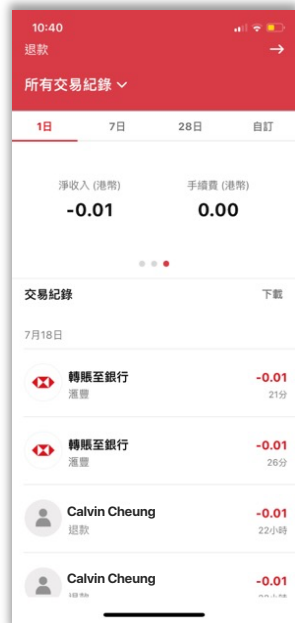 10:40
退款
所有交易紀錄
1日 7日 28日 自訂
淨收入 (港幣) 手續費 (港幣)
-0.01 0.00
交易紀錄 下載
7月18日
轉賬至銀行 -0.01
滙豐 21分
轉賬至銀行 -0.01
滙豐 26分
Calvin Cheung -0.01
退款 22小時
Calvin Cheung -0.01